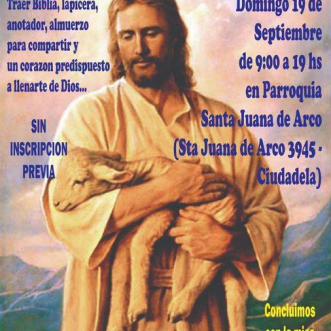 Traer Biblia, lapicera,
anotador, almuerzo
para compartir y
un corazon predispuesto
a llenarte de Dios...
SIN
INSCRIPCION
PREVIA
Domingo 19 de
Septiembre
de 9:00 a 19 hs
en Parroquia
Santa Juana de Arco
(Sta Juana de Arco 3945 -
Ciudadela)
Concluimos